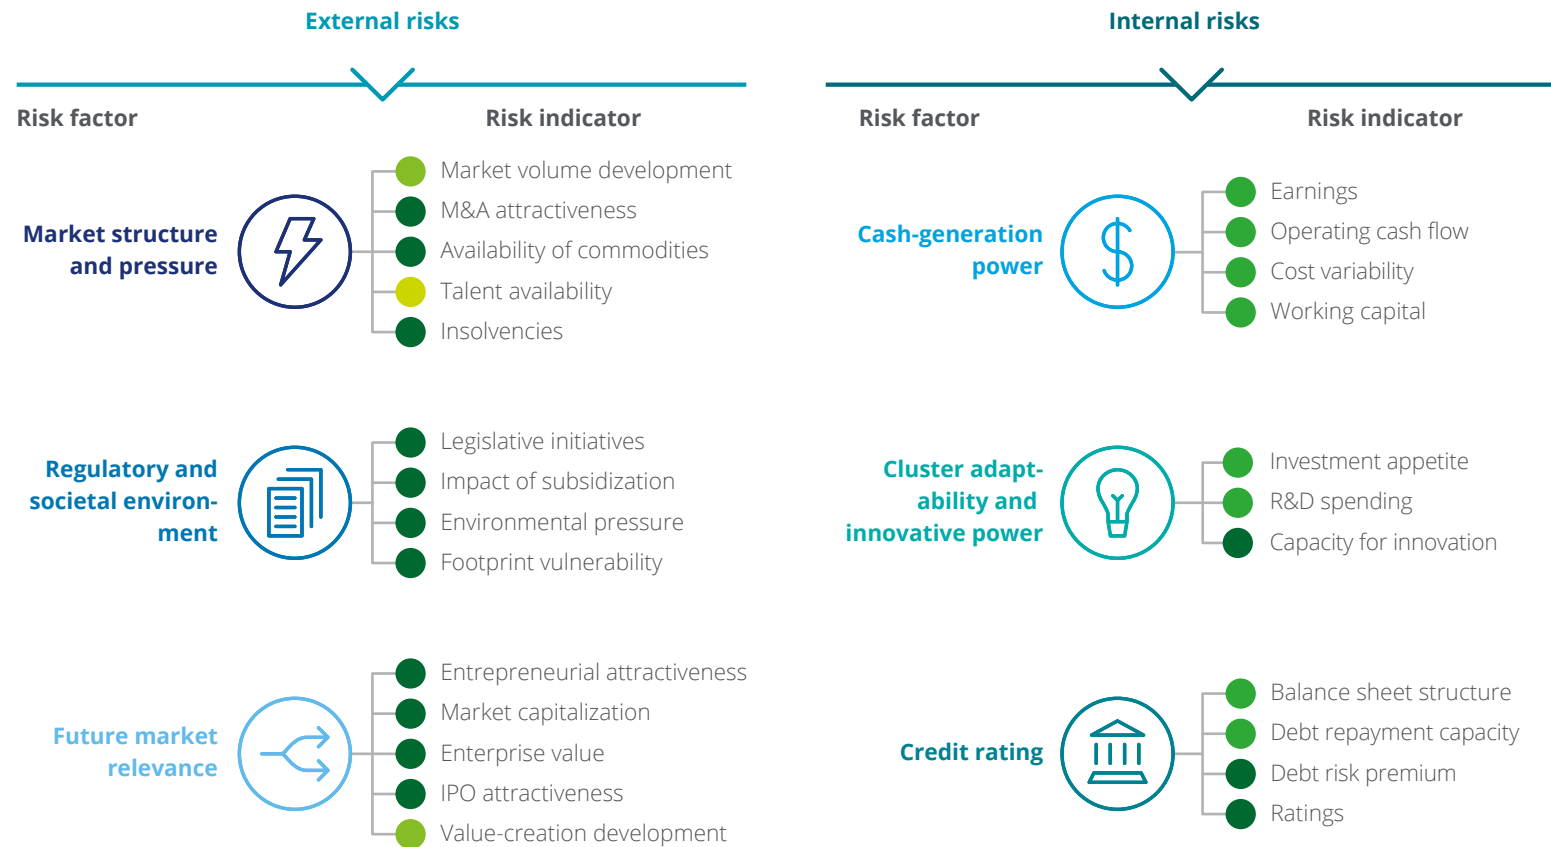 External risks
Risk factor
Risk indicator
Market structure
and pressure
Market volume development
M&A attractiveness
Availability of commodities
Talent availability
Insolvencies
Regulatory and
societal environ-
ment
Legislative initiatives
Impact of subsidization
Environmental pressure
Footprint vulnerability
Future market
relevance
Entrepreneurial attractiveness
Market capitalization
Enterprise value
IPO attractiveness
Value-creation development
Internal risks
Risk factor
Risk indicator
Cash-generation
power
$
Earnings
Operating cash flow
Cost variability
Working capital
Cluster adapt-
ability and
innovative power
Investment appetite
R&D spending
Capacity for innovation
Credit rating
Balance sheet structure
Debt repayment capacity
Debt risk premium
Ratings